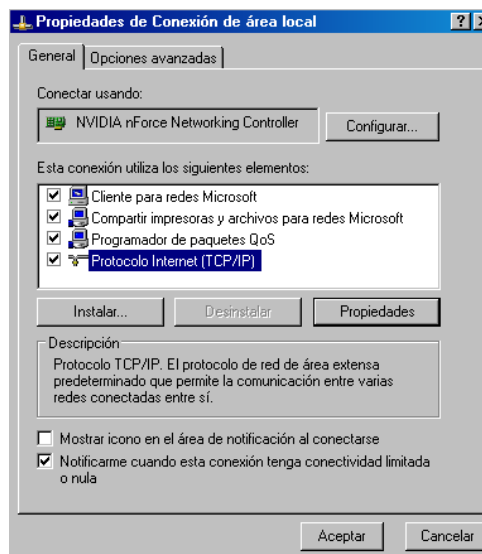 Propiedades de Conexión de área local
General
Opciones avanzadas
Conectar usando:
NVIDIA nForce Networking Controller
Configurar...
Esta conexión utiliza los siguientes elementos:
Cliente para redes Microsoft
Compartir impresoras y archivos para redes Microsoft
Programador de paquetes QoS
Protocolo Internet (TCP/IP)
Instalar...
Desinstalar
Propiedades
Descripción
Protocolo TCP/IP. El protocolo de red de área extensa
predeterminado que permite la comunicación entre varias
redes conectadas entre sí.
Mostrar icono en el área de notificación al conectarse
Notificarme cuando esta conexión tenga conectividad limitada
o nula
Aceptar
Cancelar